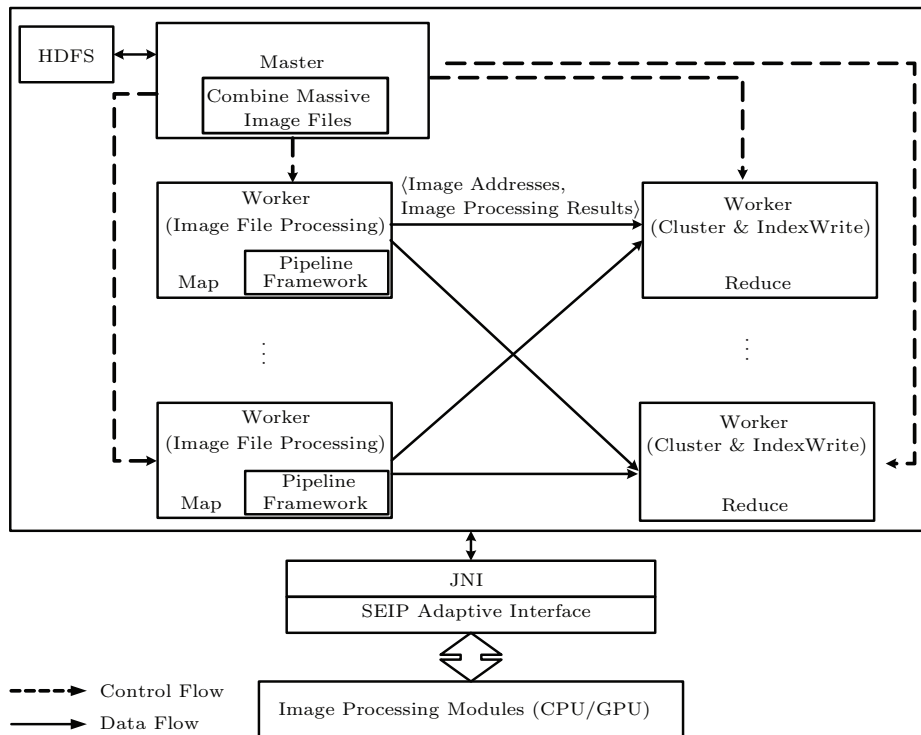 HDFS
Master
Combine Massive
Image Files
Worker
(Image File Processing)
Map
Pipeline
Framework
⟨Image Addresses,
Image Processing Results⟩
Worker
(Cluster & IndexWrite)
Reduce
⋮
⋮
Worker
(Image File Processing)
Map
Pipeline
Framework
Worker
(Cluster & IndexWrite)
Reduce
JNI
SEIP Adaptive Interface
Image Processing Modules (CPU/GPU)
Control Flow
Data Flow